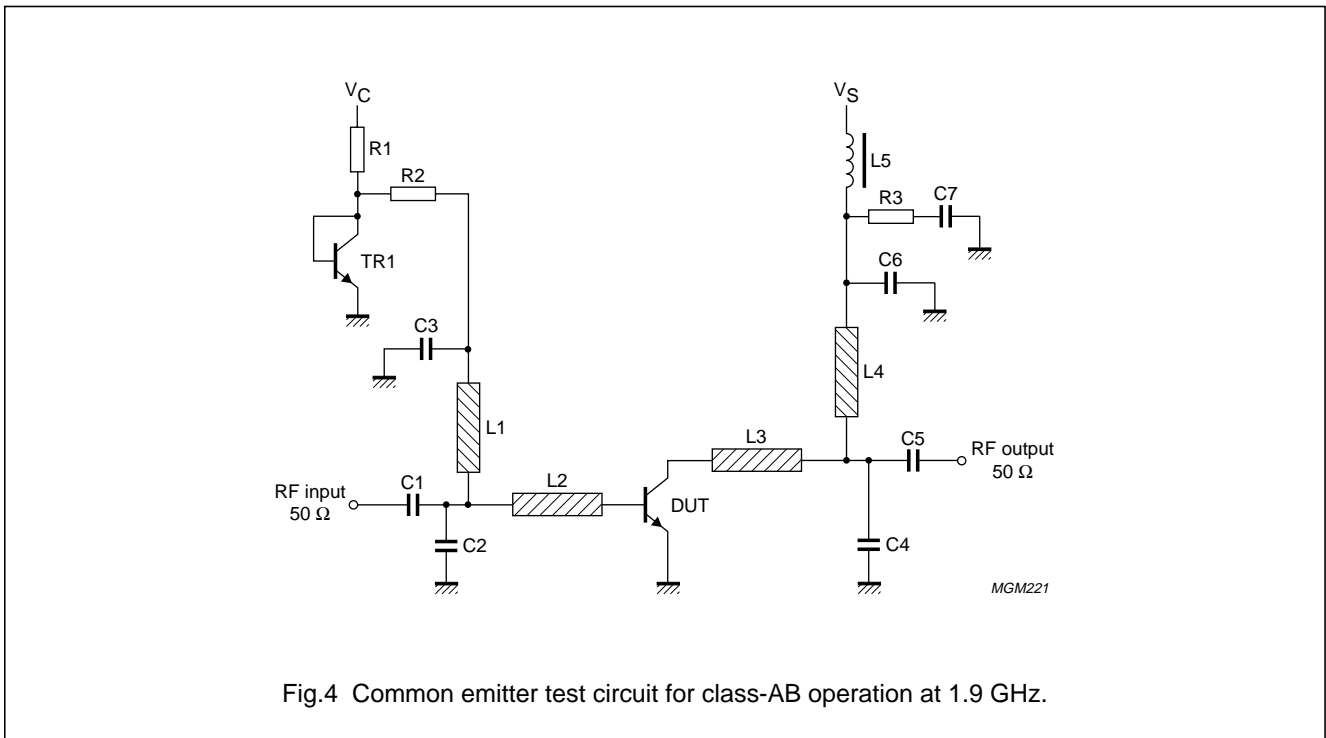 VC
VS
R1
L5
R2
R3
C7
TR1
C6
C3
L4
L1
L3
C5
RF output
50 Ω
L2
C1
RF input
50 Ω
DUT
C2
C4
MGM221
Fig.4 Common emitter test circuit for class-AB operation at 1.9 GHz.